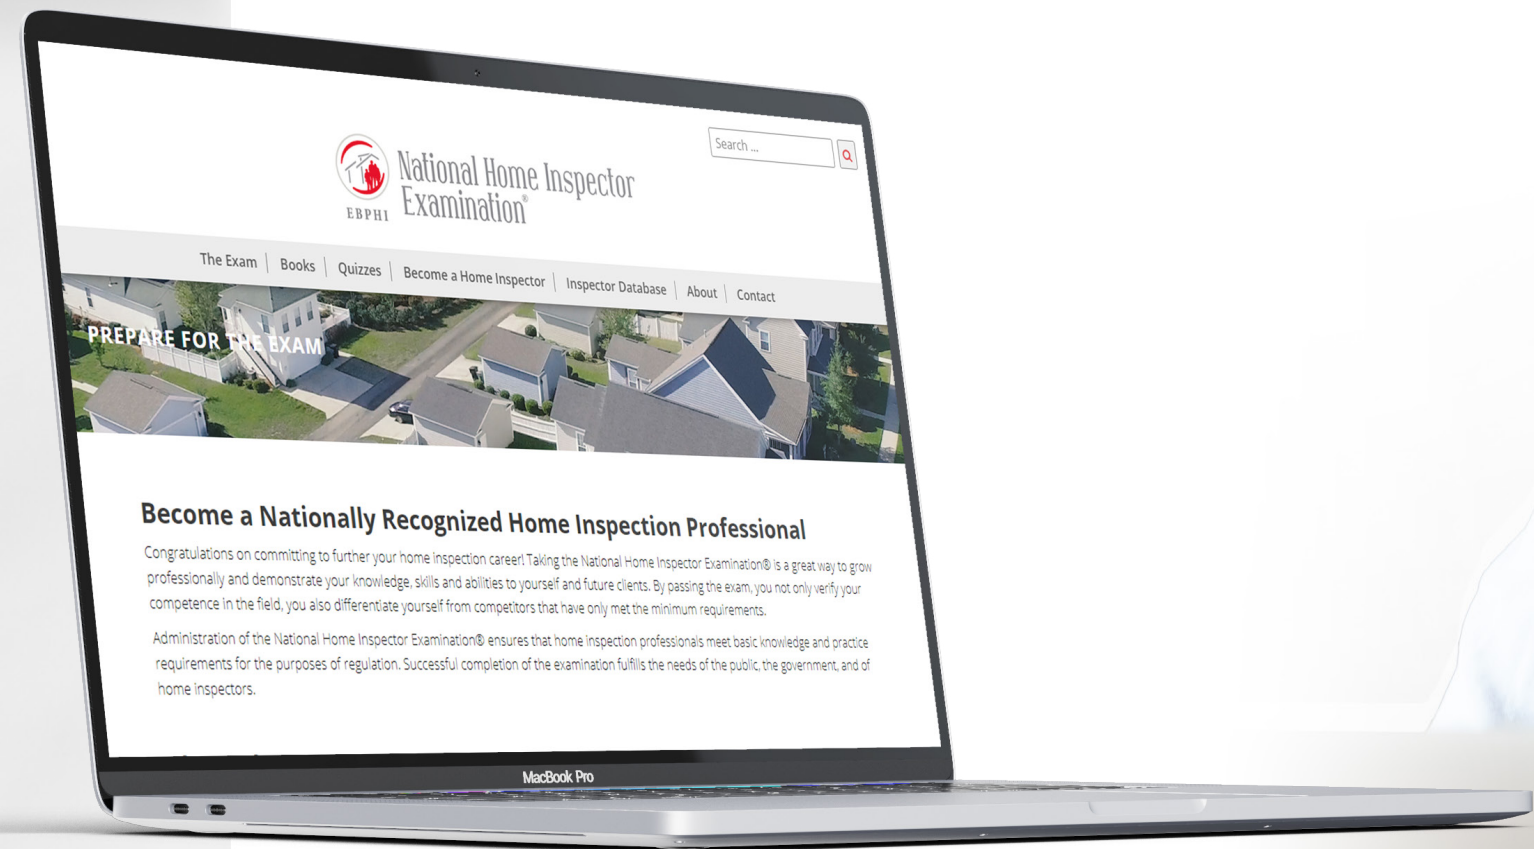 Search ...
National Home Inspector
Examination®
EBPHI
The Exam | Books | Quizzes | Become a Home Inspector | Inspector Database | About | Contact
PREPARE FOR THE EXAM
Become a Nationally Recognized Home Inspection Professional
Congratulations on committing to further your home inspection career! Taking the National Home Inspector Examination® is a great way to grow
professionally and demonstrate your knowledge, skills and abilities to yourself and future clients. By passing the exam, you not only verify your
competence in the field, you also differentiate yourself from competitors that have only met the minimum requirements.
Administration of the National Home Inspector Examination® ensures that home inspection professionals meet basic knowledge and practice
requirements for the purposes of regulation. Successful completion of the examination fulfills the needs of the public, the government, and of
home inspectors.
MacBook Pro